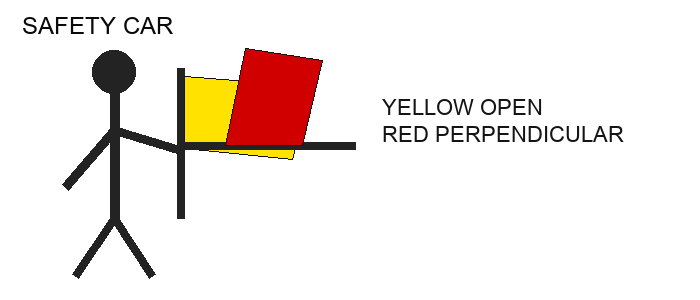 SAFETY CAR
YELLOW OPEN
RED PERPENDICULAR